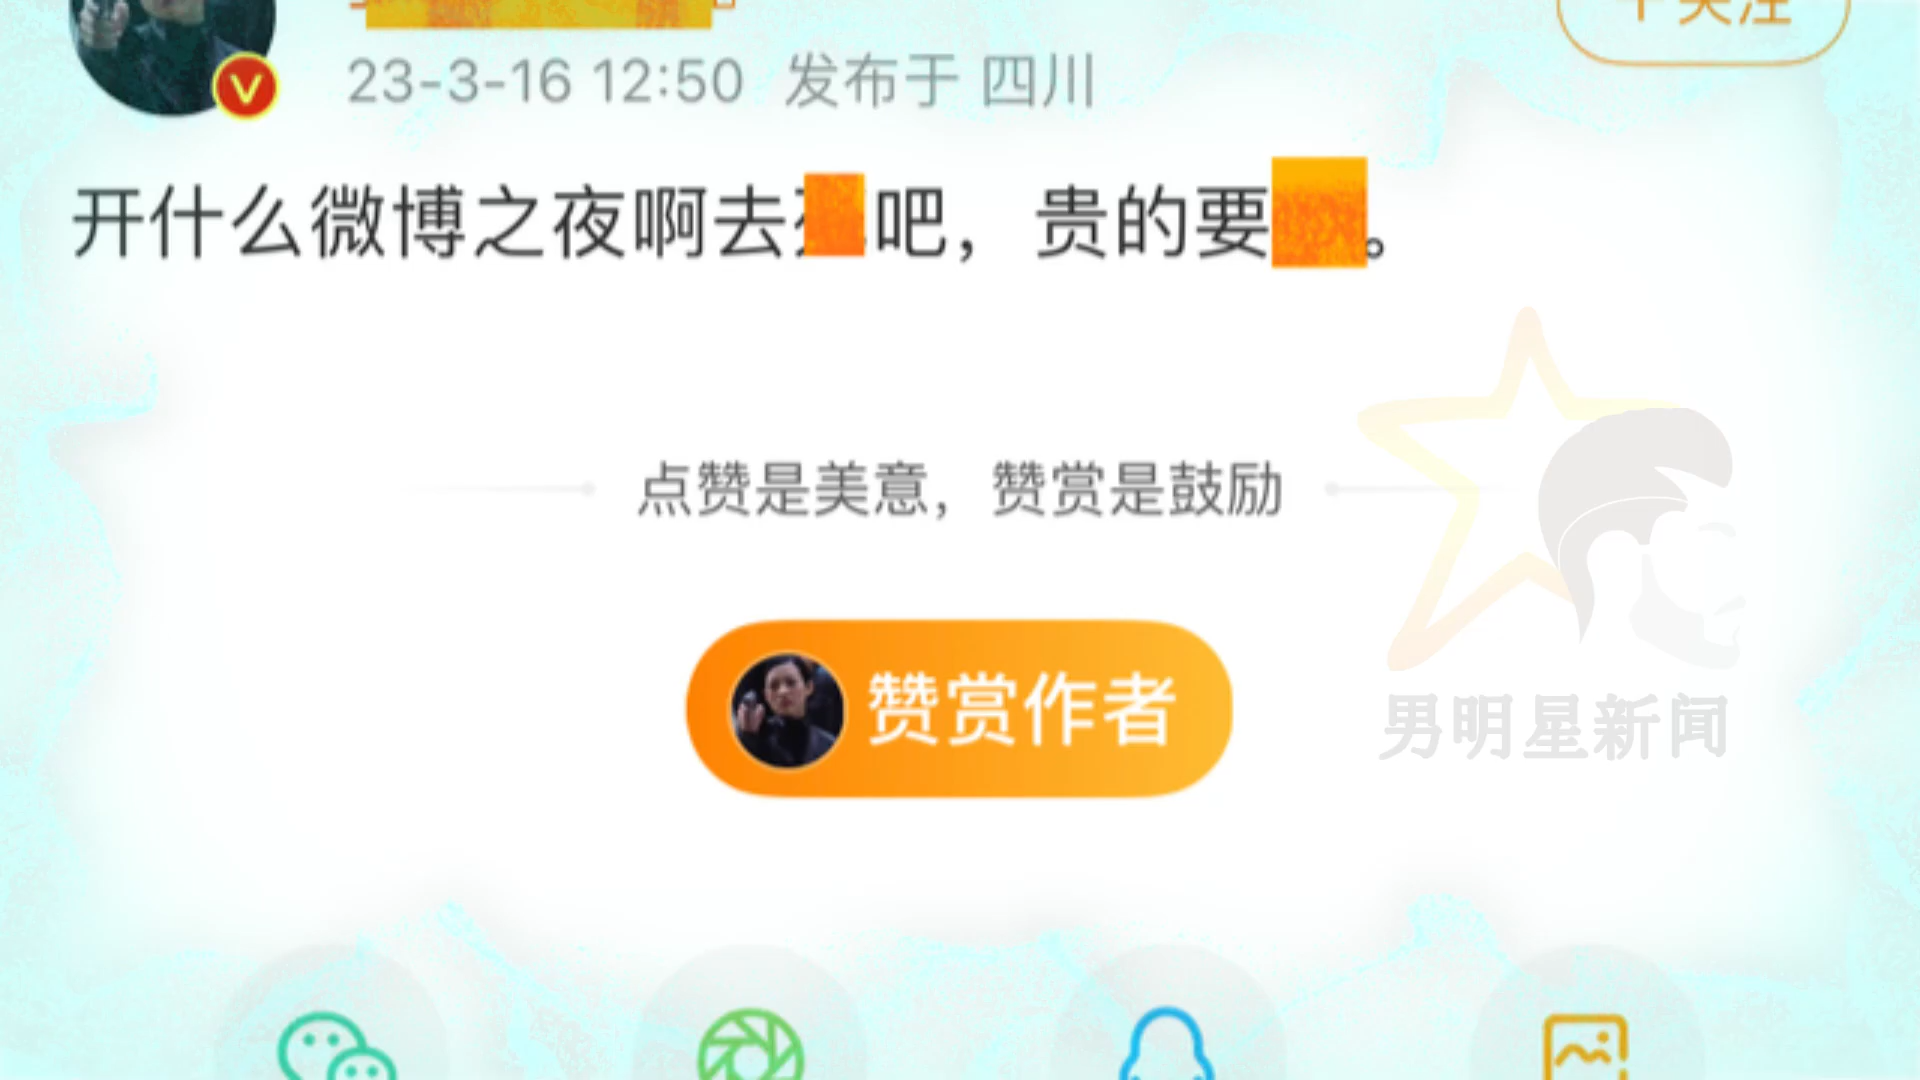 +关注
23-3-16 12:50 发布于 四川
开什么微博之夜啊去 吧，贵的要 。
点赞是美意，赞赏是鼓励
赞赏作者
男明星新闻